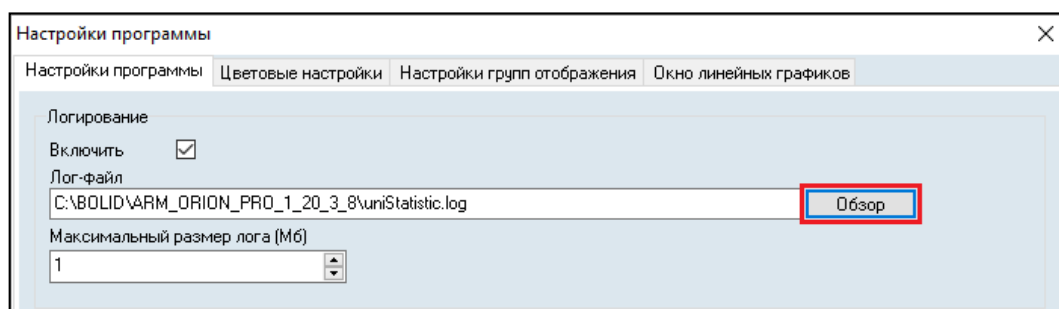 Настройки программы
Настройки программы Цветовые настройки Настройки групп отображения Окно линейных графиков
Логирование
Включить
Лог-файл
C:\BOLID\ARM_ORION_PRO_1_20_3_8\uniStatistic.log Обзор
Максимальный размер лога (Мб)
1